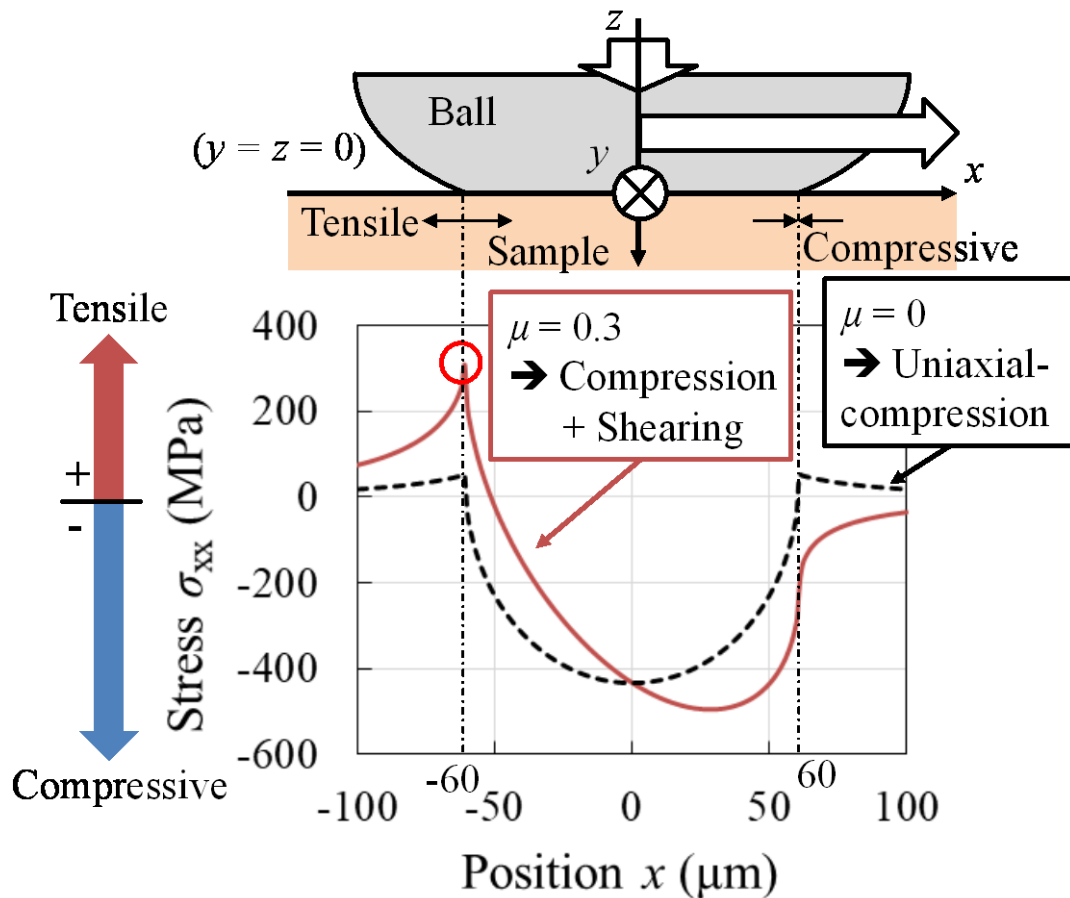 z
Ball
(y = z = 0)
y
x
Tensile
Sample
Compressive
Tensile
+
-
Compressive
μ = 0.3
➔ Compression
+ Shearing
μ = 0
➔ Uniaxial-
compression
Stress σxx (MPa)
400
200
0
-200
-400
-600
-60
60
-100
-50
0
50
100
Position x (μm)